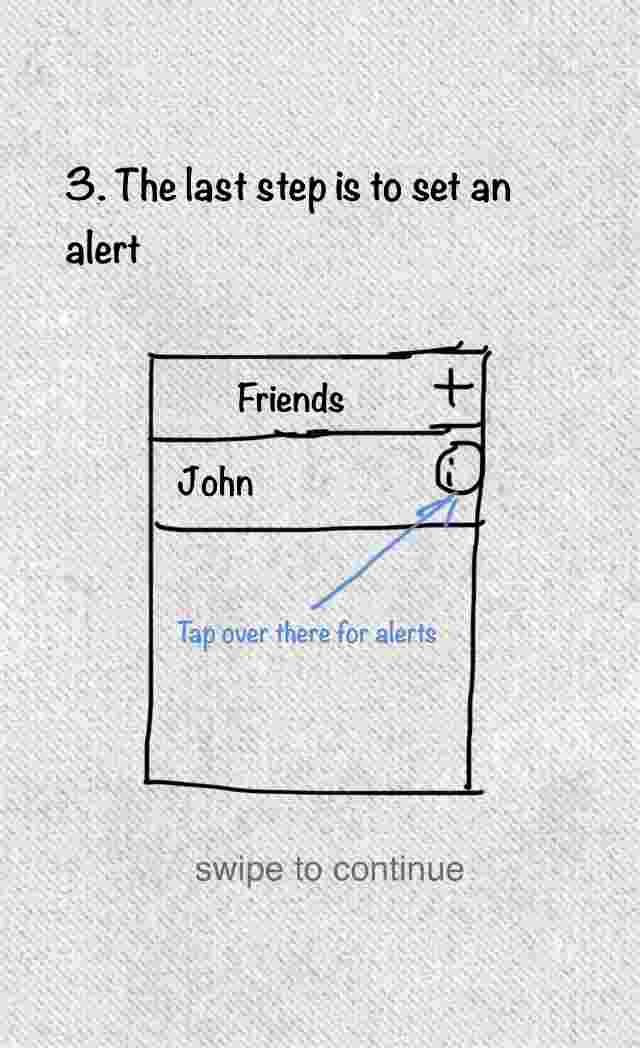 3. The last step is to set an
alert
Friends +
John i
Tap over there for alerts
swipe to continue